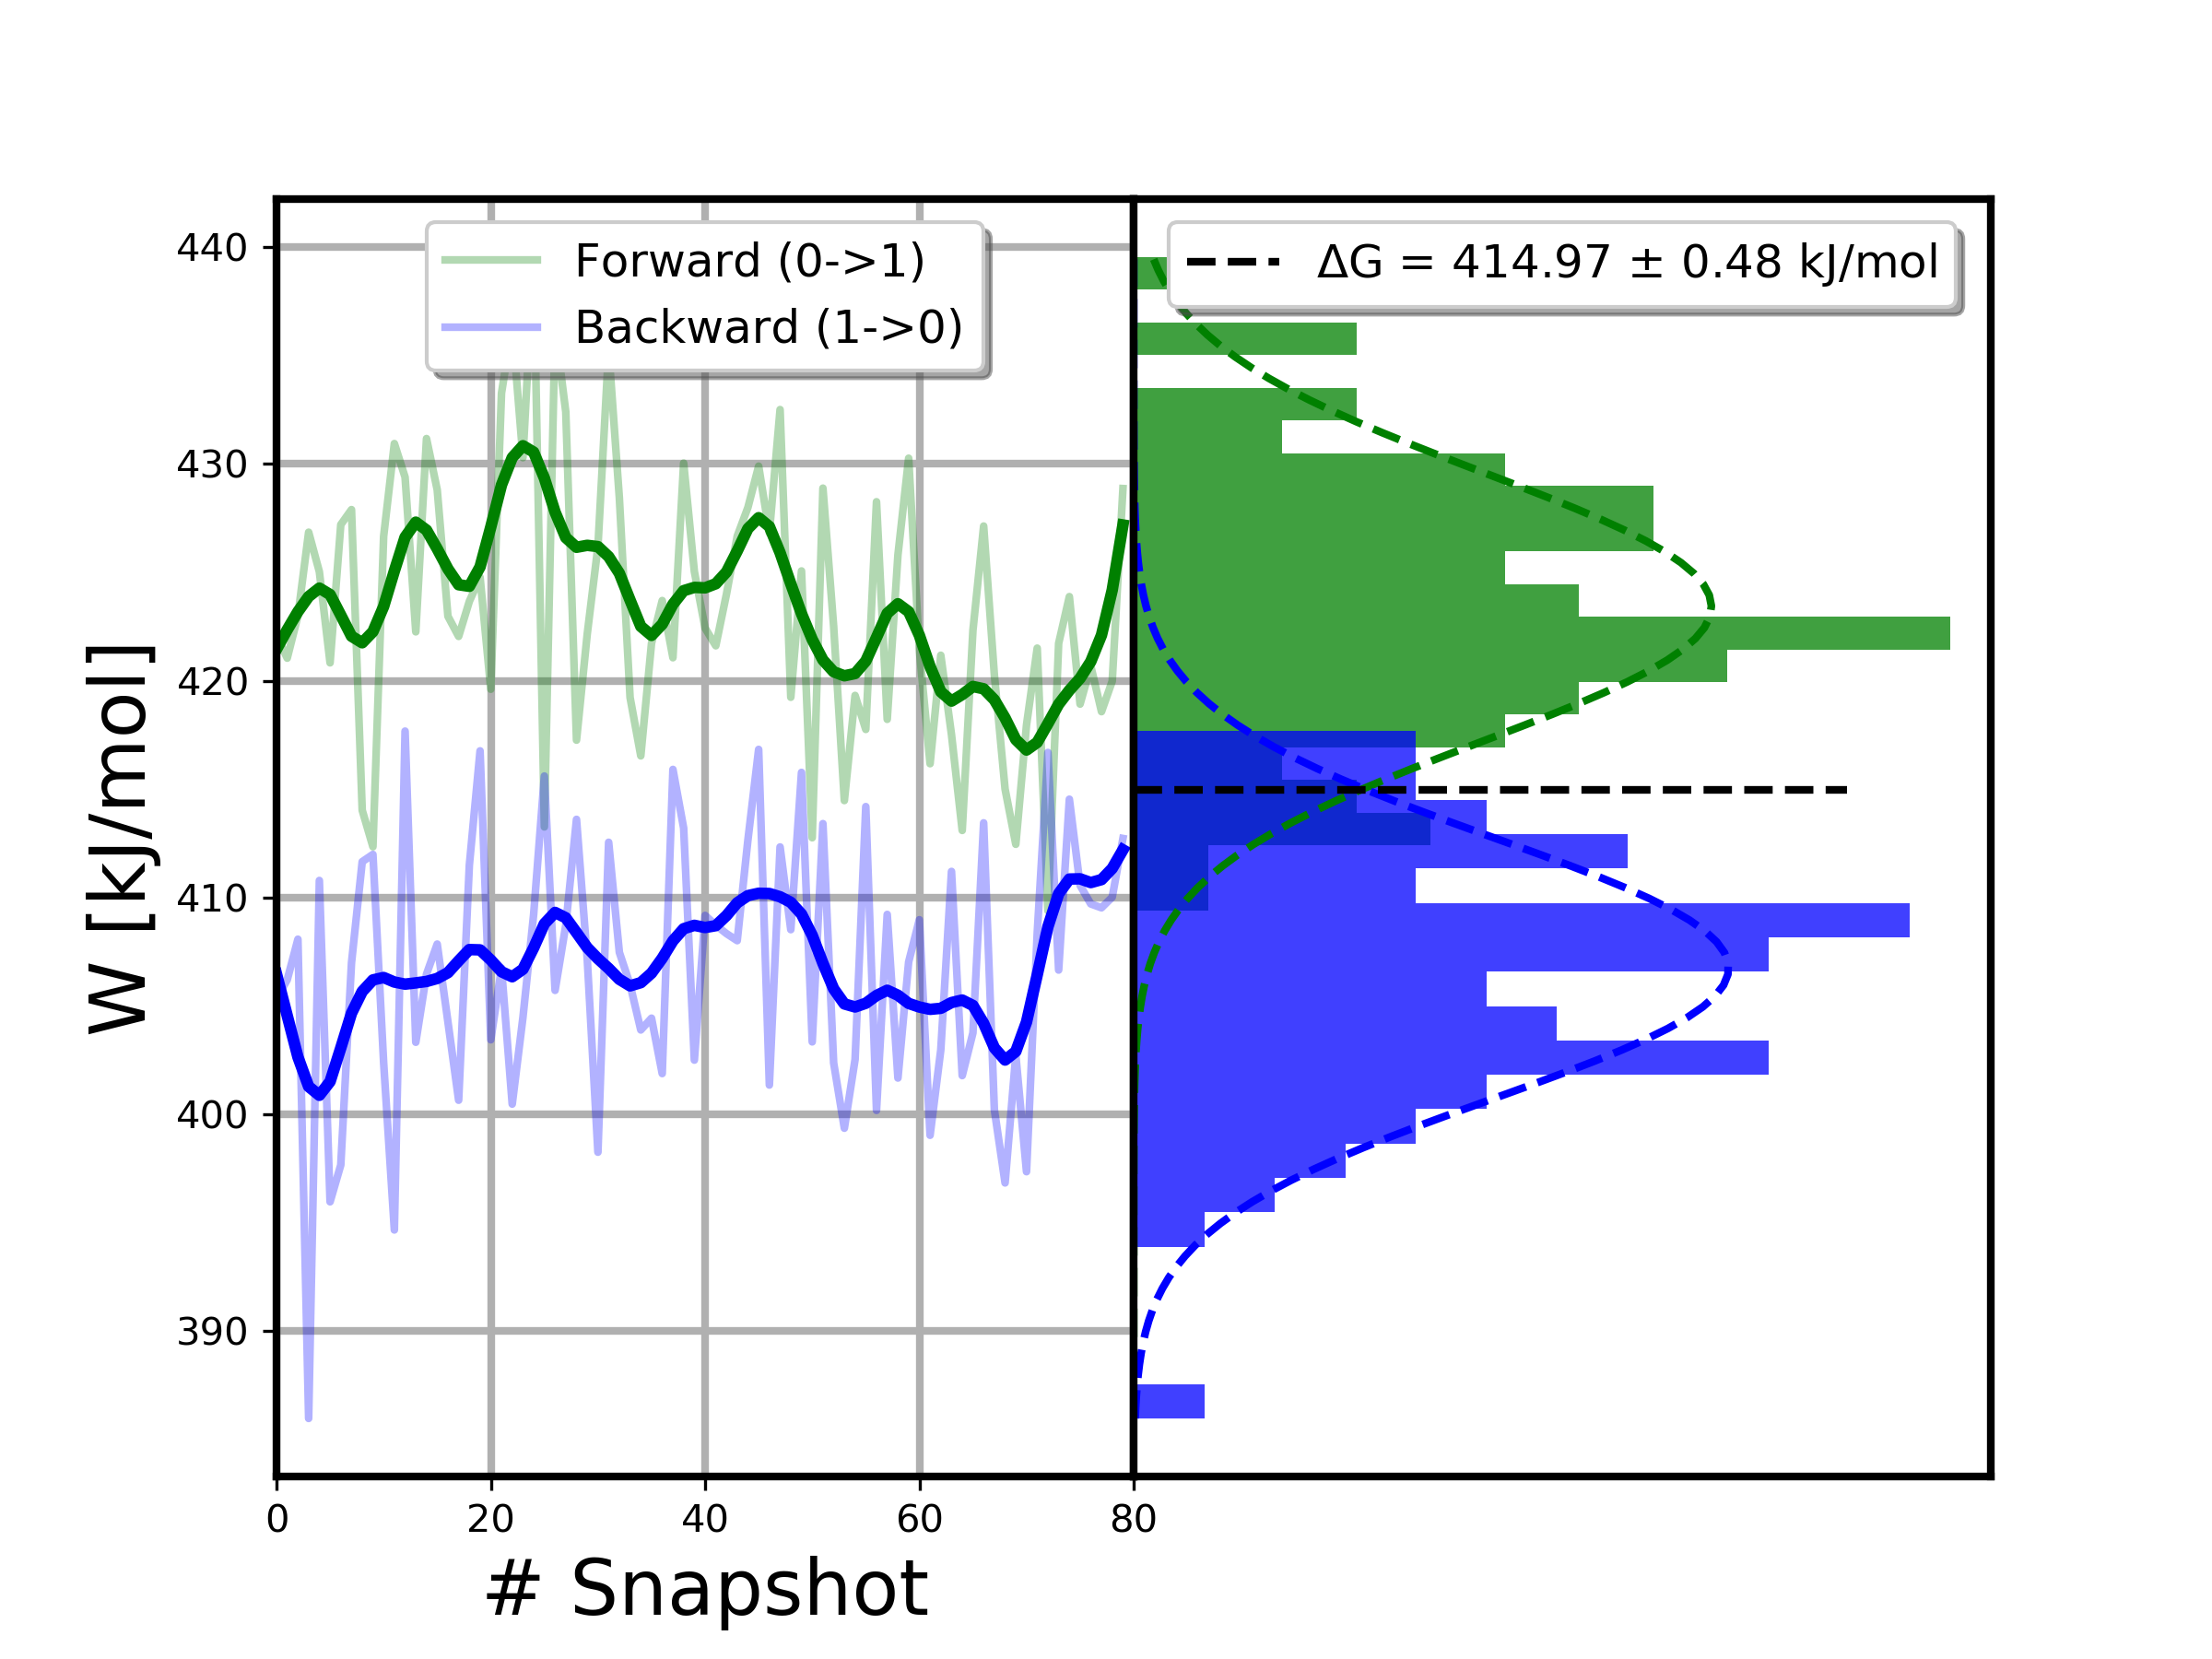 Forward (0->1)
Backward (1->0)
ΔG = 414.97 ± 0.48 kJ/mol
W [kJ/mol]
440
430
420
410
400
390
0
20
40
60
80
# Snapshot